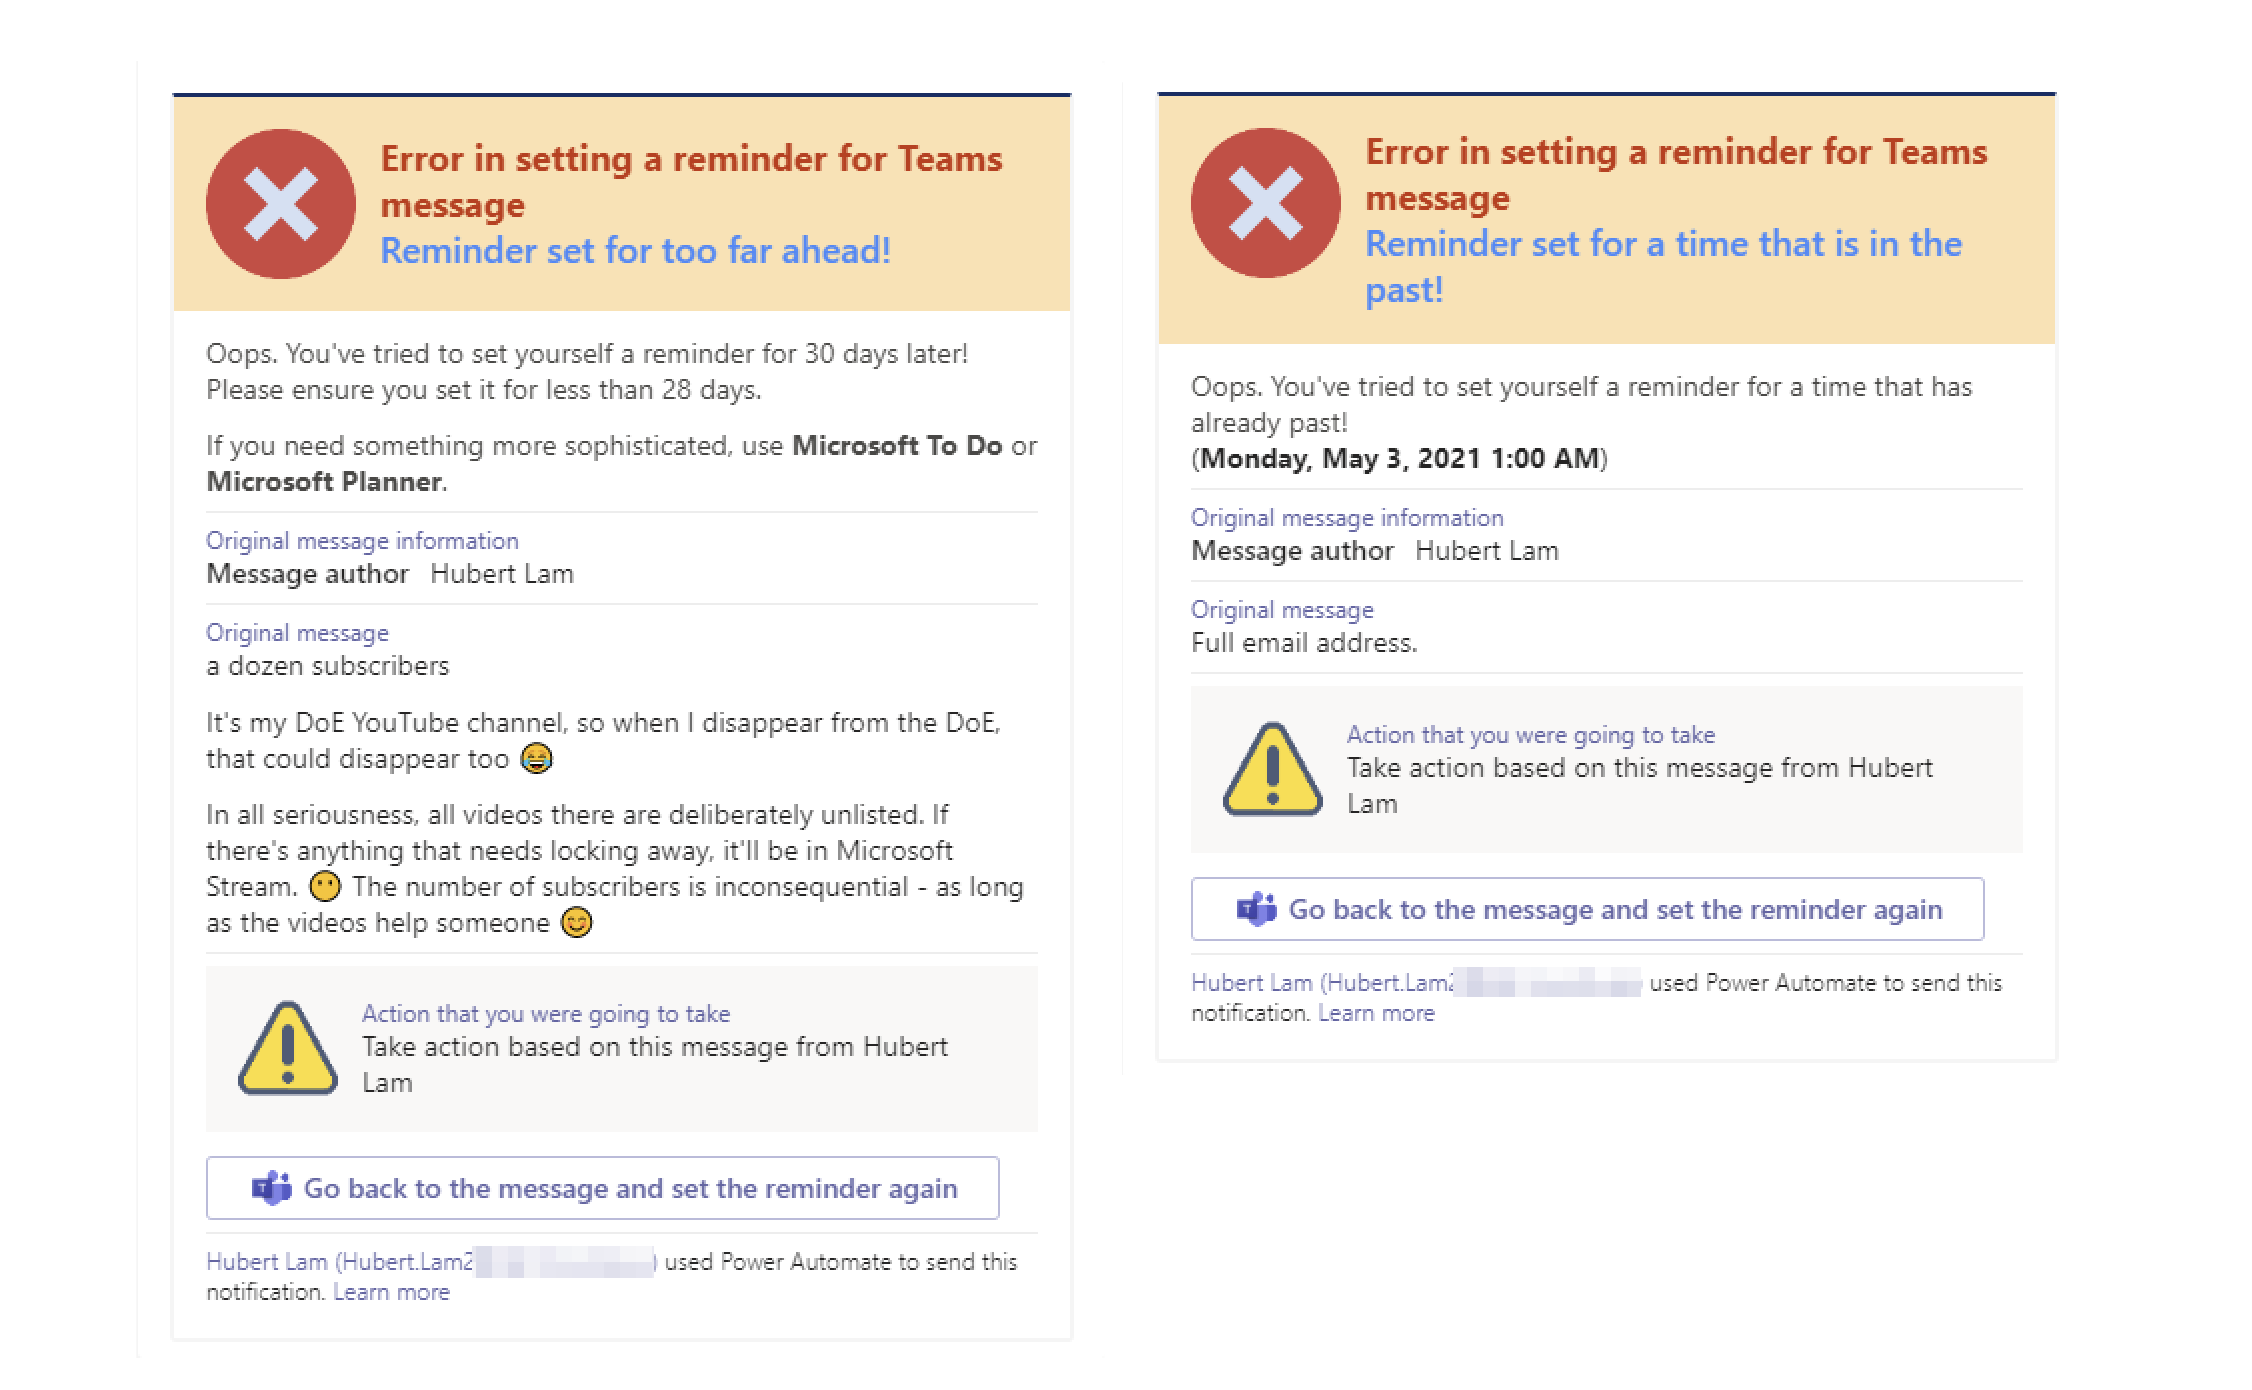 Error in setting a reminder for Teams
message
Reminder set for too far ahead!
Oops. You've tried to set yourself a reminder for 30 days later!
Please ensure you set it for less than 28 days.
If you need something more sophisticated, use Microsoft To Do or
Microsoft Planner.
Original message information
Message author Hubert Lam
Original message
a dozen subscribers
It's my DoE YouTube channel, so when I disappear from the DoE,
that could disappear too 😂
In all seriousness, all videos there are deliberately unlisted. If
there's anything that needs locking away, it'll be in Microsoft
Stream. 😶 The number of subscribers is inconsequential - as long
as the videos help someone 😊
Action that you were going to take
Take action based on this message from Hubert
Lam
Go back to the message and set the reminder again
Hubert Lam (Hubert.Lam2 ) used Power Automate to send this
notification. Learn more
Error in setting a reminder for Teams
message
Reminder set for a time that is in the
past!
Oops. You've tried to set yourself a reminder for a time that has
already past!
(Monday, May 3, 2021 1:00 AM)
Original message information
Message author Hubert Lam
Original message
Full email address.
Action that you were going to take
Take action based on this message from Hubert
Lam
Go back to the message and set the reminder again
Hubert Lam (Hubert.Lam2 used Power Automate to send this
notification. Learn more